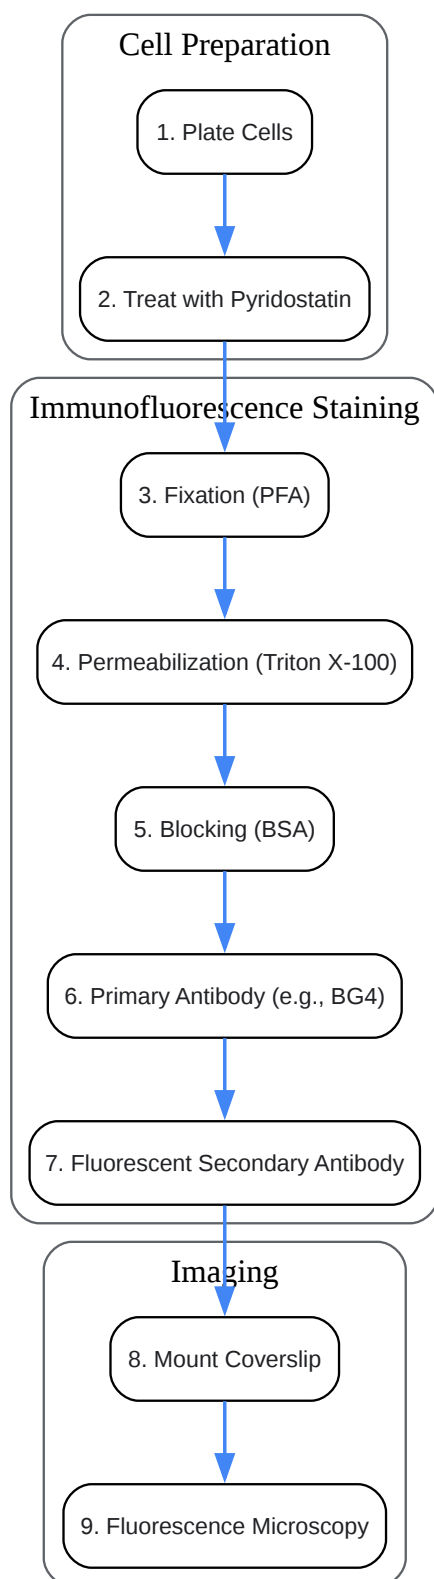 Cell Preparation
1. Plate Cells
2. Treat with Pyridostatin
Immunofluorescence Staining
3. Fixation (PFA)
4. Permeabilization (Triton X-100)
5. Blocking (BSA)
6. Primary Antibody (e.g., BG4)
7. Fluorescent Secondary Antibody
Imaging
8. Mount Coverslip
9. Fluorescence Microscopy